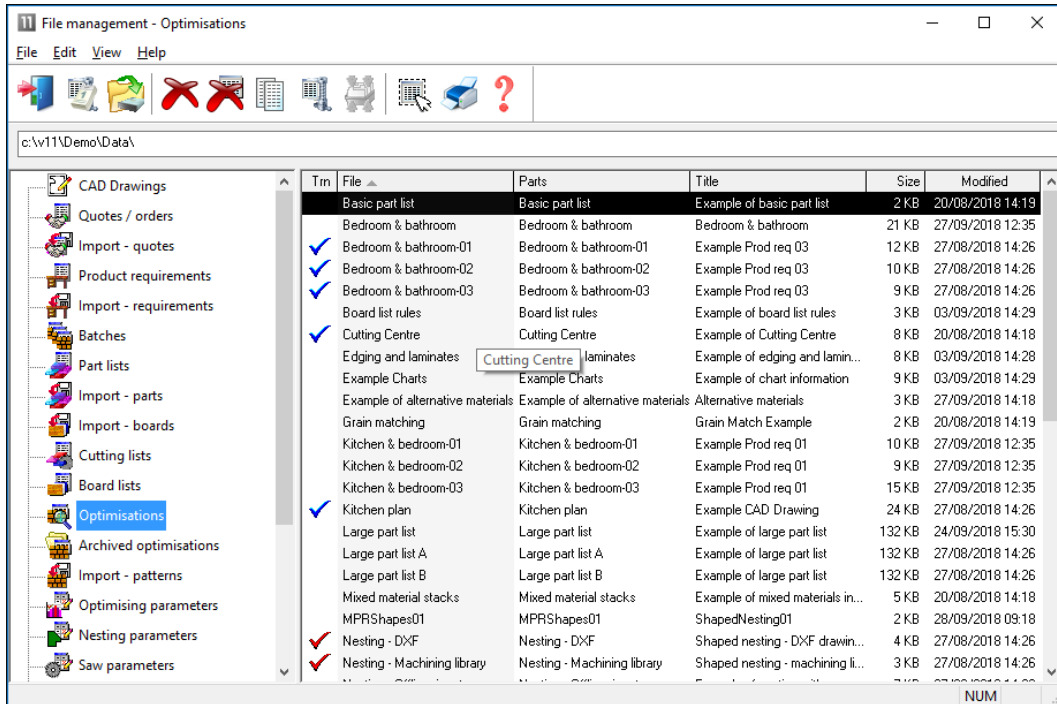 11 File management - Optimisations
File Edit View Help
c:\v11\Demo\Data\
CAD Drawings
Quotes / orders
Import - quotes
Product requirements
Import - requirements
Batches
Part lists
Import - parts
Import - boards
Cutting lists
Board lists
Optimisations
Archived optimisations
Import - patterns
Optimising parameters
Nesting parameters
Saw parameters
Trn File Parts Title Size Modified
Basic part list Basic part list Example of basic part list 2 KB 20/08/2018 14:19
Bedroom & bathroom Bedroom & bathroom Bedroom & bathroom 21 KB 27/09/2018 12:35
Bedroom & bathroom-01 Bedroom & bathroom-01 Example Prod req 03 12 KB 27/08/2018 14:26
Bedroom & bathroom-02 Bedroom & bathroom-02 Example Prod req 03 10 KB 27/08/2018 14:26
Bedroom & bathroom-03 Bedroom & bathroom-03 Example Prod req 03 9 KB 27/08/2018 14:26
Board list rules Board list rules Example of board list rules 3 KB 03/09/2018 14:29
Cutting Centre Cutting Centre Example of Cutting Centre 8 KB 20/08/2018 14:18
Edging and laminates Cutting Centre laminates Example of edging and lamin... 8 KB 03/09/2018 14:28
Example Charts Example Charts Example of chart information 9 KB 03/09/2018 14:29
Example of alternative materials Example of alternative materials Alternative materials 3 KB 27/09/2018 14:18
Grain matching Grain matching Grain Match Example 2 KB 20/08/2018 14:19
Kitchen & bedroom-01 Kitchen & bedroom-01 Example Prod req 01 10 KB 27/09/2018 12:35
Kitchen & bedroom-02 Kitchen & bedroom-02 Example Prod req 01 9 KB 27/09/2018 12:35
Kitchen & bedroom-03 Kitchen & bedroom-03 Example Prod req 01 15 KB 27/09/2018 12:35
Kitchen plan Kitchen plan Example CAD Drawing 24 KB 27/08/2018 14:26
Large part list Large part list Example of large part list 132 KB 24/09/2018 15:30
Large part list A Large part list A Example of large part list 132 KB 27/08/2018 14:26
Large part list B Large part list B Example of large part list 132 KB 27/08/2018 14:26
Mixed material stacks Mixed material stacks Example of mixed materials in... 5 KB 20/08/2018 14:18
MPRShapes01 MPRShapes01 ShapedNesting01 2 KB 28/09/2018 09:18
Nesting - DXF Nesting - DXF Shaped nesting - DXF drawin... 4 KB 27/08/2018 14:26
Nesting - Machining library Nesting - Machining library Shaped nesting - machining li... 3 KB 27/08/2018 14:26
NUM